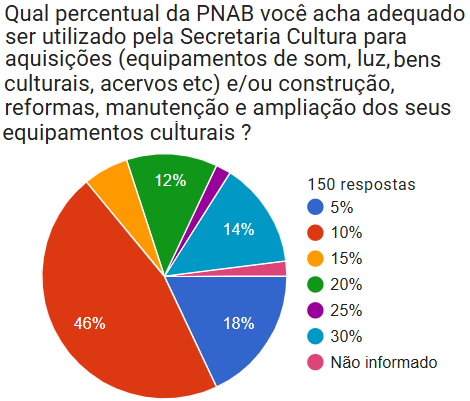 Qual percentual da PNAB você acha adequado
ser utilizado pela Secretaria Cultura para
aquisições (equipamentos de som, luz, bens
culturais, acervos etc) e/ou construção,
reformas, manutenção e ampliação dos seus
equipamentos culturais ?
150 respostas
5%
10%
15%
20%
25%
30%
Não informado
12%
14%
46%
18%